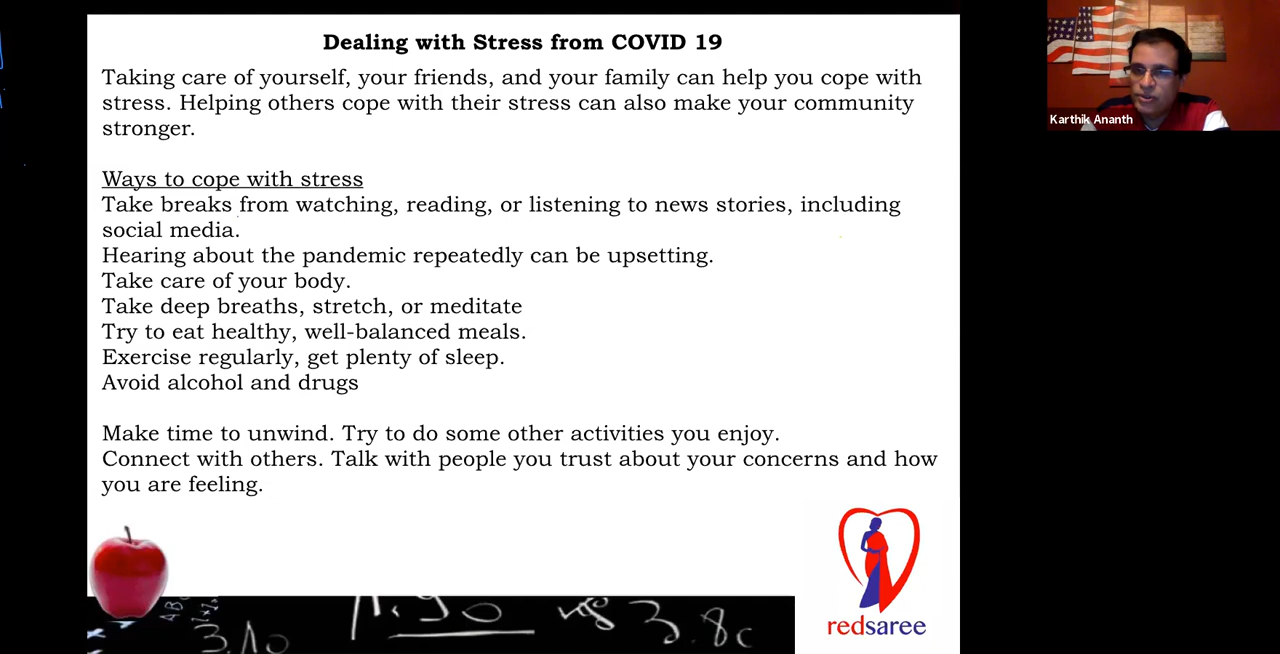 Dealing with Stress from COVID 19
Taking care of yourself, your friends, and your family can help you cope with
stress. Helping others cope with their stress can also make your community
stronger.
Ways to cope with stress
Take breaks from watching, reading, or listening to news stories, including
social media.
Hearing about the pandemic repeatedly can be upsetting.
Take care of your body.
Take deep breaths, stretch, or meditate
Try to eat healthy, well-balanced meals.
Exercise regularly, get plenty of sleep.
Avoid alcohol and drugs
Make time to unwind. Try to do some other activities you enjoy.
Connect with others. Talk with people you trust about your concerns and how
you are feeling.
redsaree
Karthik Ananth